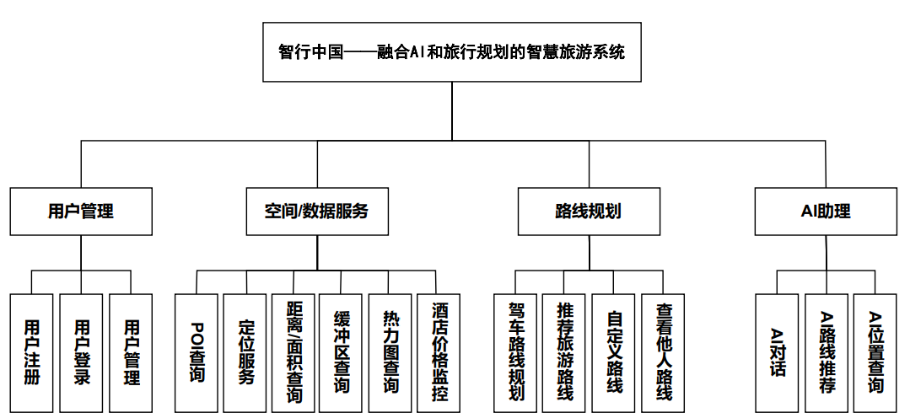 智行中国——融合AI和旅行规划的智慧旅游系统
用户管理
空间/数据服务
路线规划
AI助理
用户注册
用户登录
用户管理
POI查询
定位服务
距离/面积查询
缓冲区查询
热力图查询
酒店价格监控
驾车路线规划
推荐旅游路线
自定义路线
查看他人路线
AI对话
AI路线推荐
AI位置查询